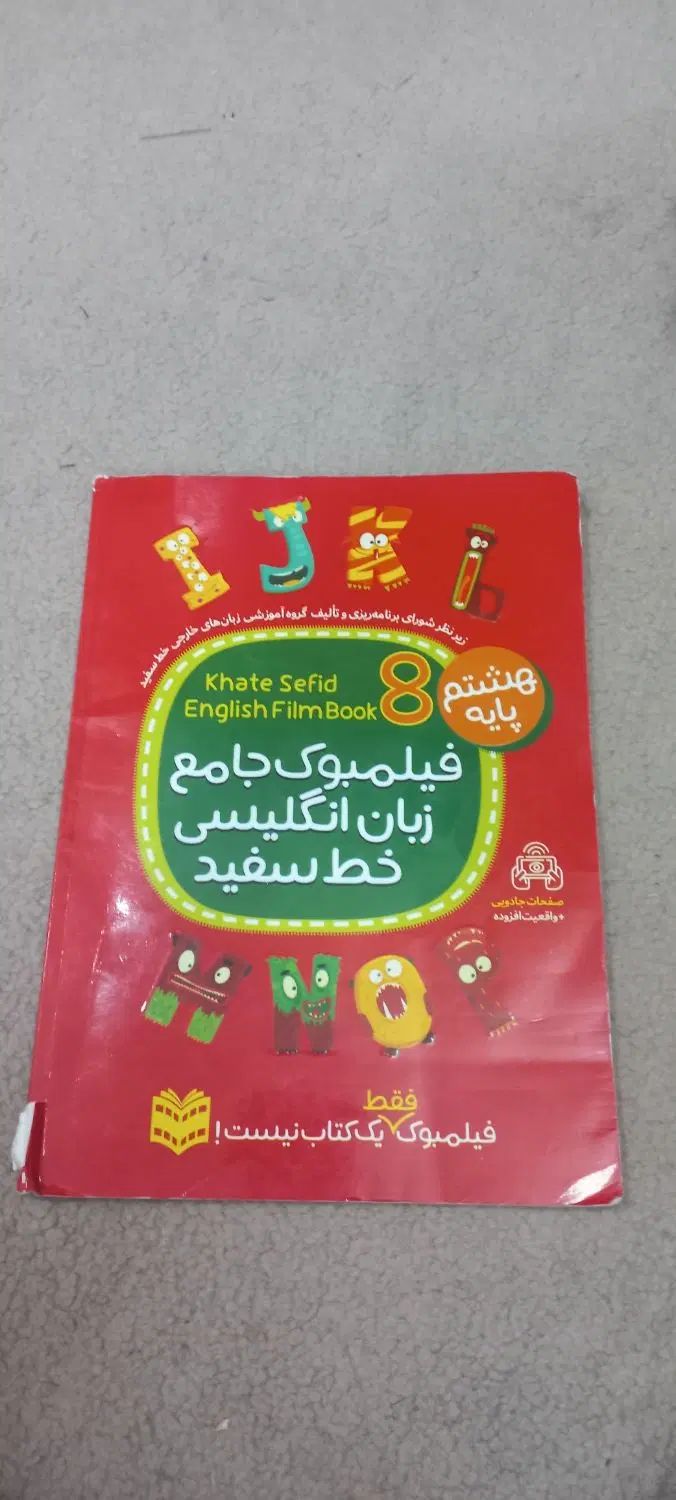 I J K L
زیر نظر شورای برنامه‌ریزی و تألیف گروه آموزشی زبان‌های خارجی خط سفید
Khate Sefid
English Film Book 8
هشتم
پایه
فیلمبوک جامع
زبان انگلیسی
خط سفید
صفحات جادویی
+واقعیت افزوده
M N O P
فقط
فیلمبوک یک کتاب نیست!